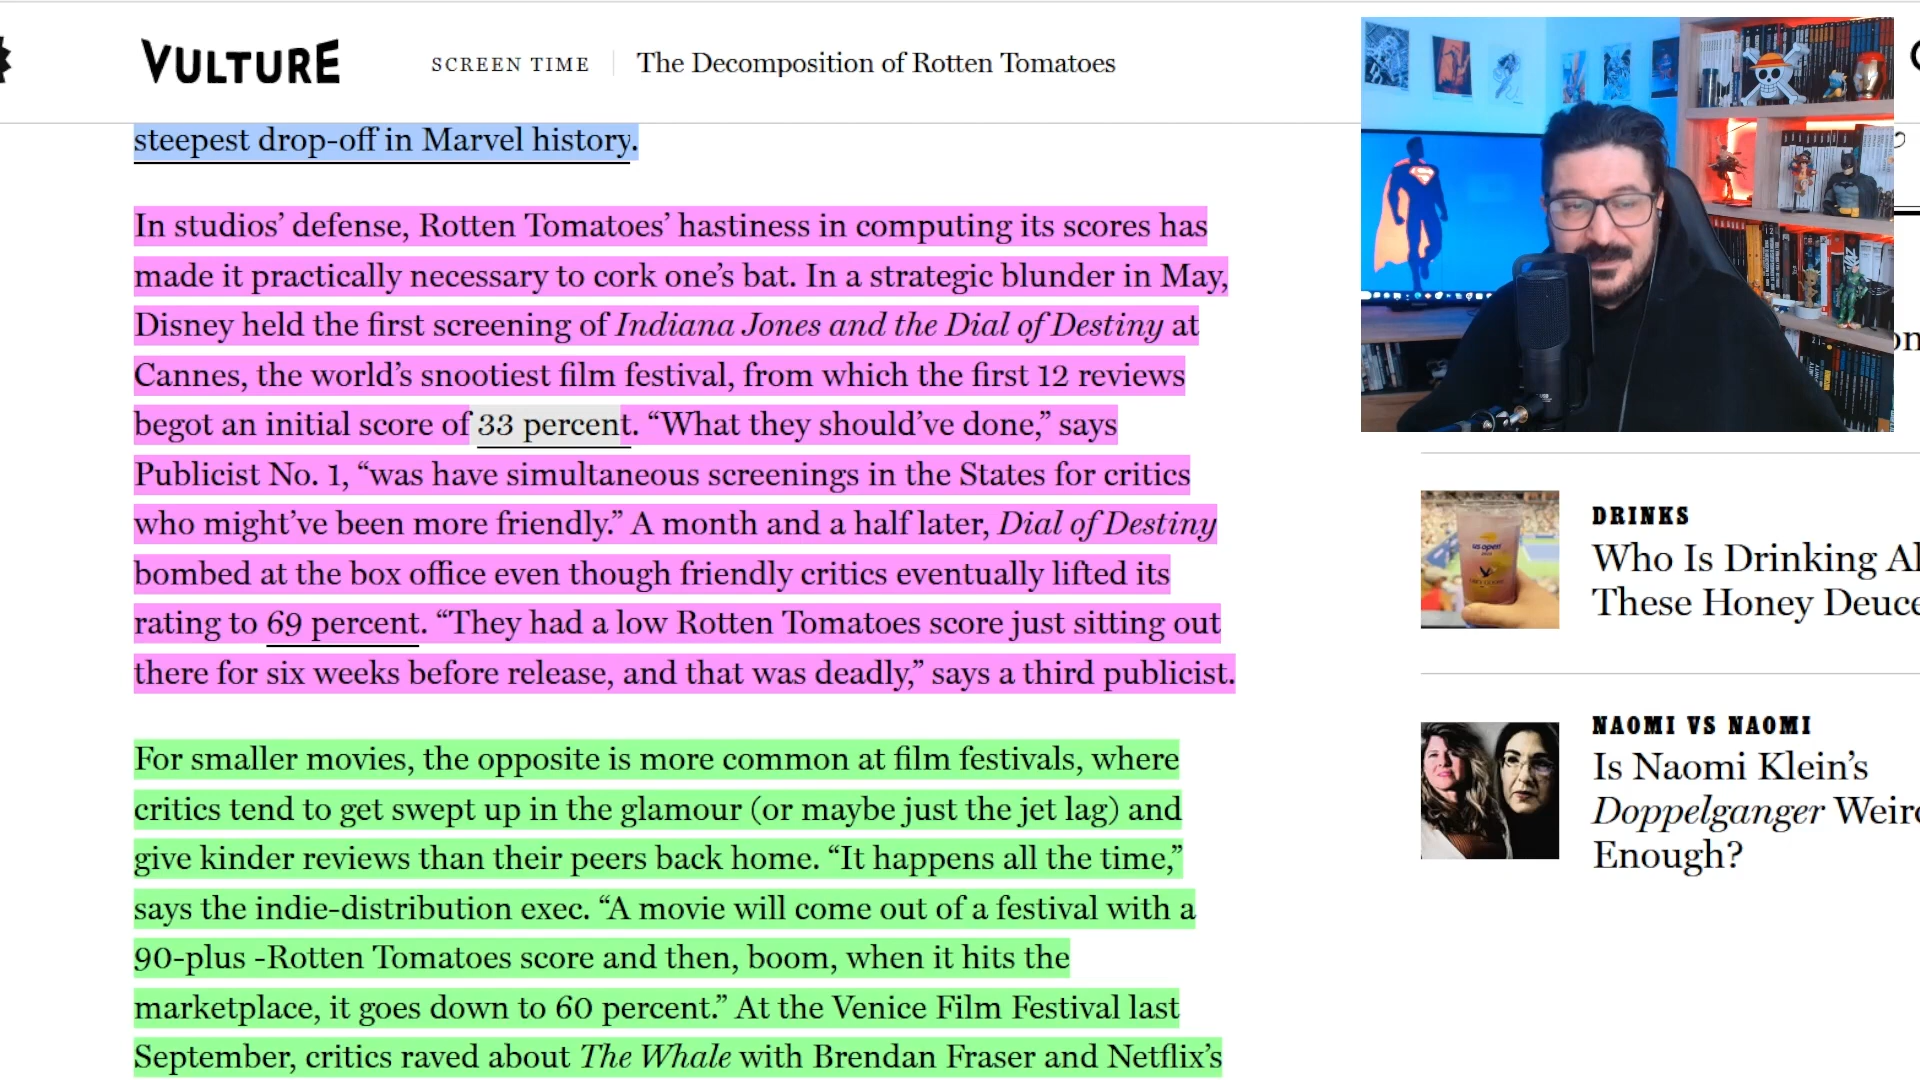 VULTURE
SCREEN TIME
The Decomposition of Rotten Tomatoes
steepest drop-off in Marvel history.
In studios’ defense, Rotten Tomatoes’ hastiness in computing its scores has
made it practically necessary to cork one’s bat. In a strategic blunder in May,
Disney held the first screening of Indiana Jones and the Dial of Destiny at
Cannes, the world’s snootiest film festival, from which the first 12 reviews
begot an initial score of 33 percent. “What they should’ve done,” says
Publicist No. 1, “was have simultaneous screenings in the States for critics
who might’ve been more friendly.” A month and a half later, Dial of Destiny
bombed at the box office even though friendly critics eventually lifted its
rating to 69 percent. “They had a low Rotten Tomatoes score just sitting out
there for six weeks before release, and that was deadly,” says a third publicist.
For smaller movies, the opposite is more common at film festivals, where
critics tend to get swept up in the glamour (or maybe just the jet lag) and
give kinder reviews than their peers back home. “It happens all the time,”
says the indie-distribution exec. “A movie will come out of a festival with a
90-plus -Rotten Tomatoes score and then, boom, when it hits the
marketplace, it goes down to 60 percent.” At the Venice Film Festival last
September, critics raved about The Whale with Brendan Fraser and Netflix’s
on
us open
DRINKS
Who Is Drinking Al
These Honey Deuce
NAOMI VS NAOMI
Is Naomi Klein’s
Doppelganger Weir
Enough?